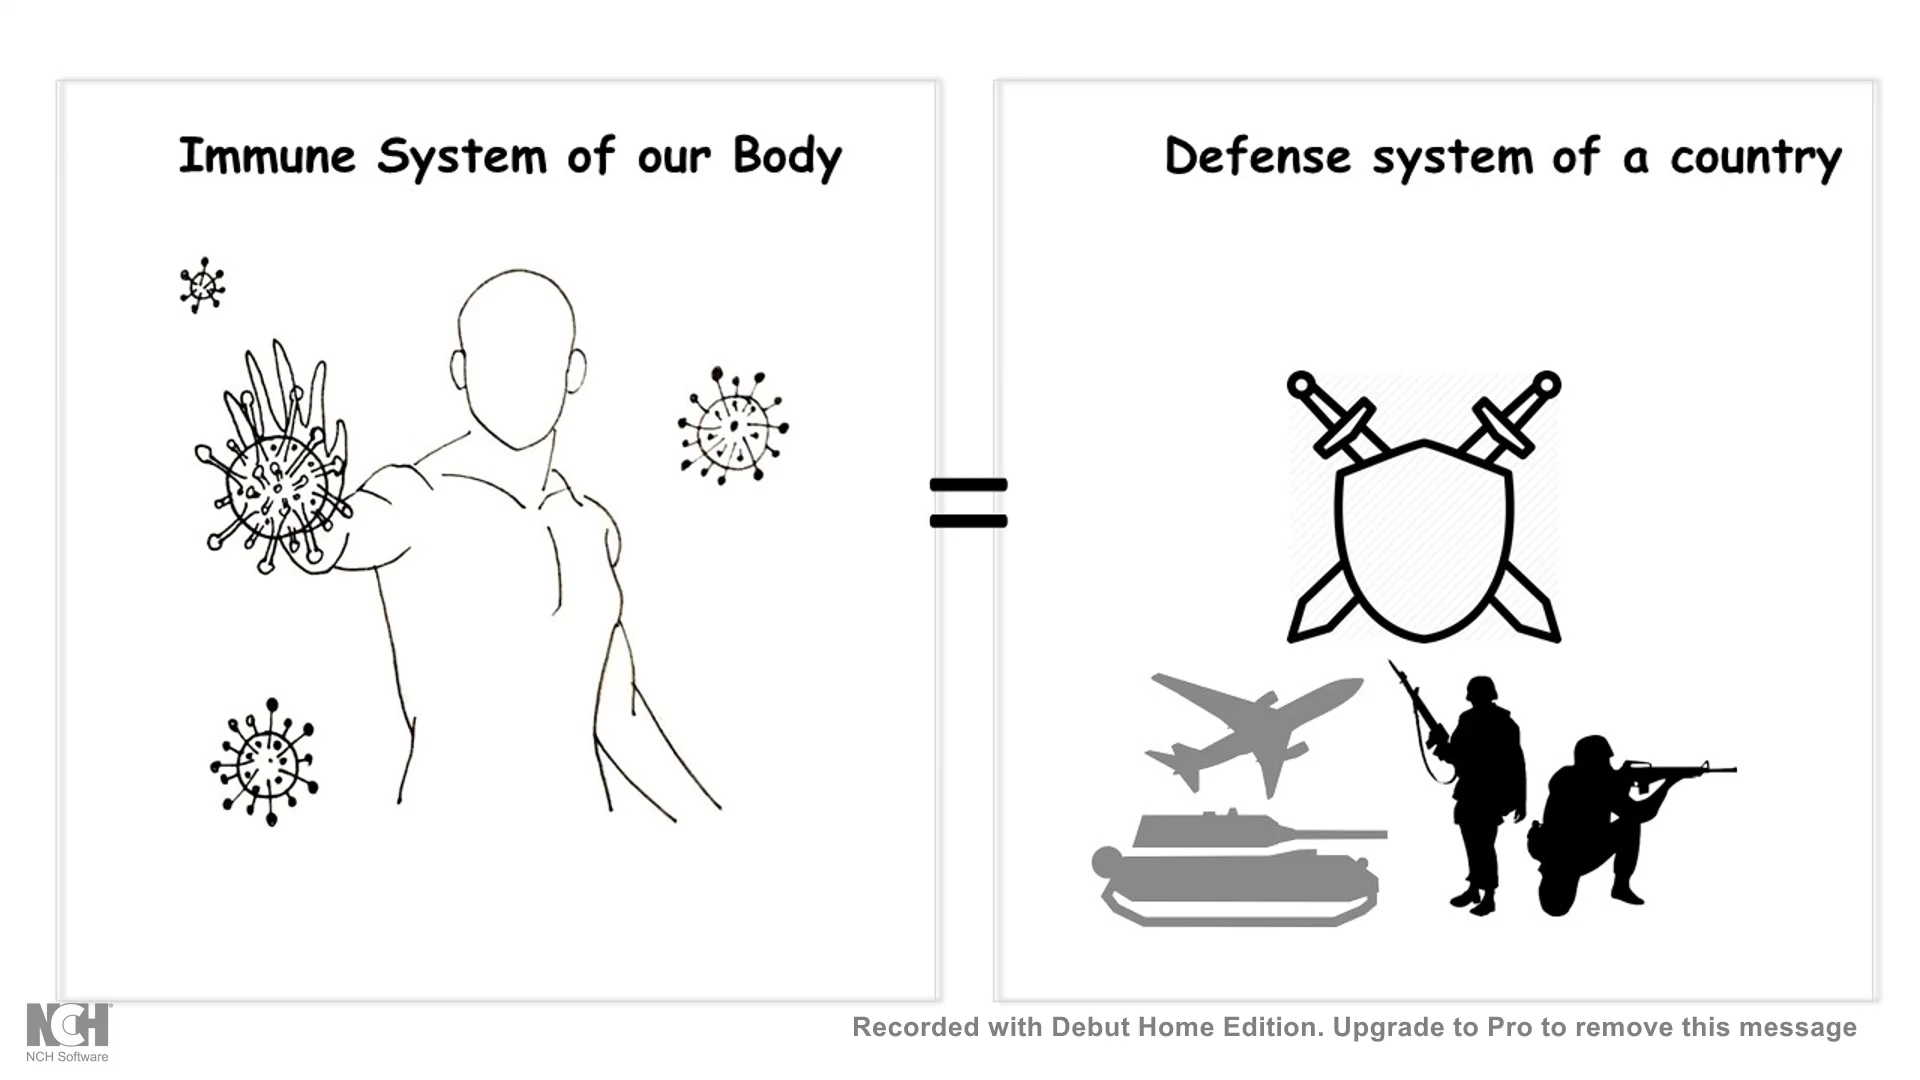 Immune System of our Body
Defense system of a country
=
NCH
NCH Software
Recorded with Debut Home Edition. Upgrade to Pro to remove this message